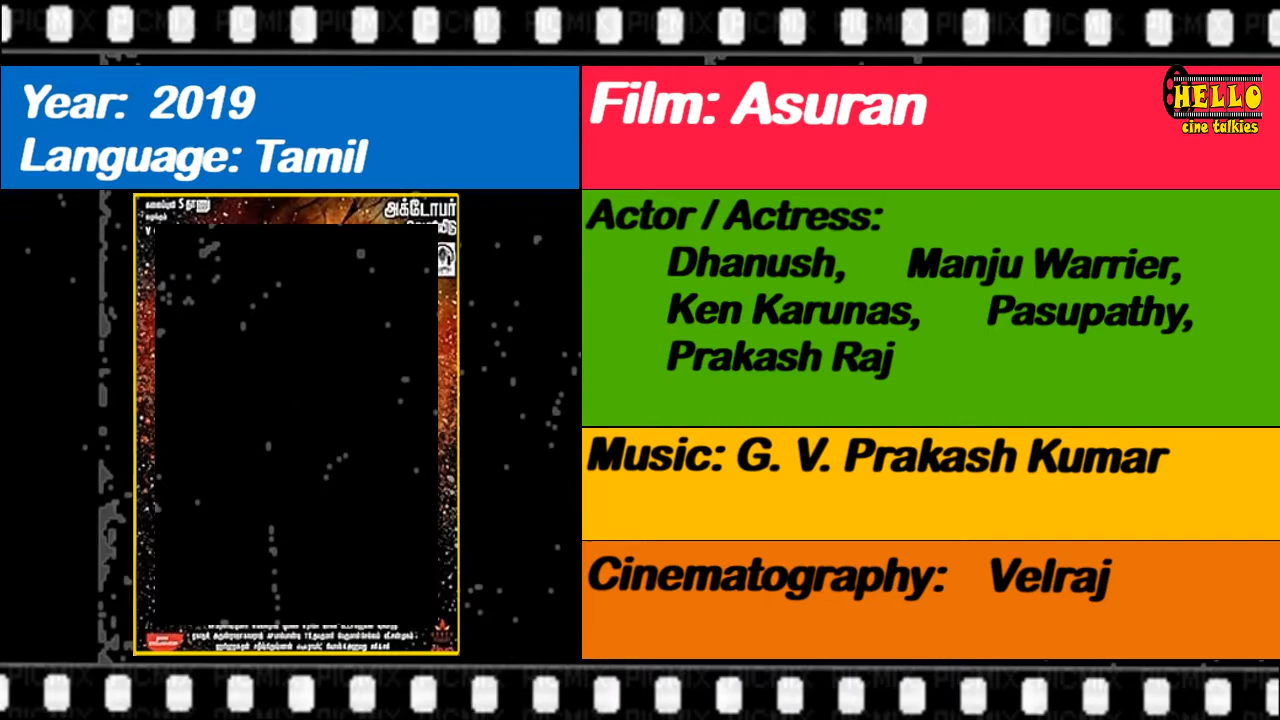 Year: 2019
Language: Tamil
Film: Asuran
HELLO
cine talkies
Actor / Actress:
Dhanush, Manju Warrier,
Ken Karunas, Pasupathy,
Prakash Raj
Music: G. V. Prakash Kumar
Cinematography: Velraj
அக்டோபர்